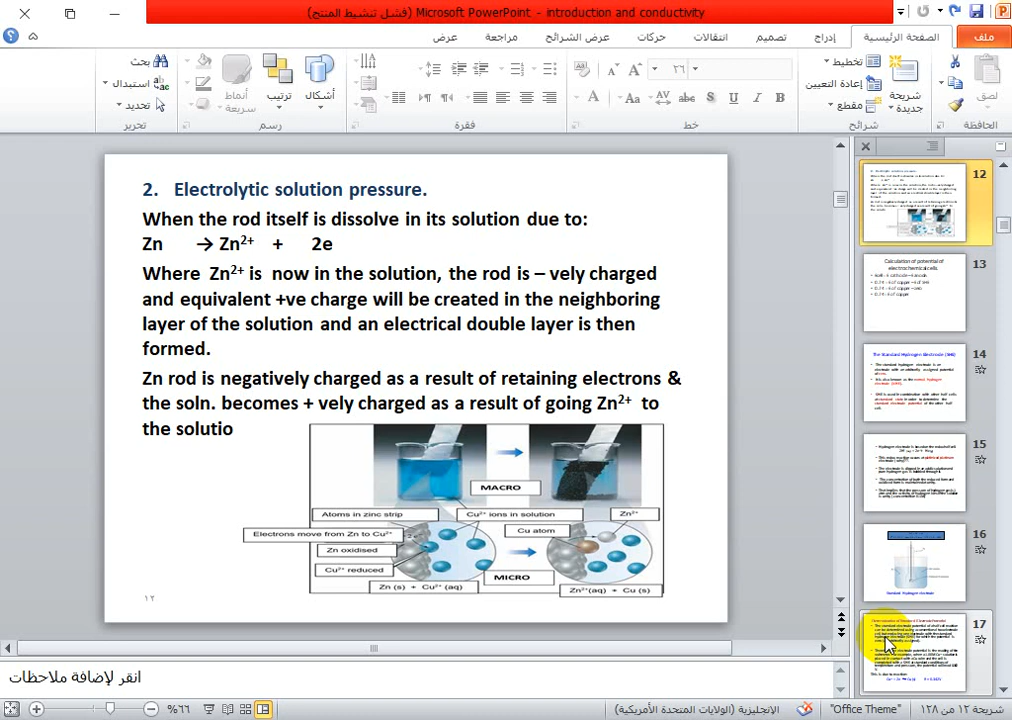 introduction and conductivity - Microsoft PowerPoint (فشل تنشيط المنتج)
ملف
الصفحة الرئيسية
إدراج
تصميم
انتقالات
حركات
عرض الشرائح
مراجعة
عرض
لصق
الحافظة
شريحة جديدة
تخطيط
إعادة التعيين
مقطع
شرائح
٢٦
خط
فقرة
أشكال
ترتيب
أنماط سريعة
رسم
بحث
استبدال
تحديد
تحرير
2. Electrolytic solution pressure.
When the rod itself is dissolve in its solution due to:
Zn → Zn²⁺ + 2e
Where Zn²⁺ is now in the solution, the rod is – vely charged
and equivalent +ve charge will be created in the neighboring
layer of the solution and an electrical double layer is then
formed.
Zn rod is negatively charged as a result of retaining electrons &
the soln. becomes + vely charged as a result of going Zn²⁺ to
the solutio
MACRO
Atoms in zinc strip
Cu²⁺ ions in solution
Zn²⁺
Electrons move from Zn to Cu²⁺
Cu atom
Zn oxidised
Cu²⁺ reduced
MICRO
Zn (s) + Cu²⁺ (aq)
Zn²⁺(aq) + Cu (s)
١٢
12
13
Calculation of potential of
electrochemical cells
14
The Standard Hydrogen Electrode (SHE)
15
16
Standard Hydrogen electrode
17
انقر لإضافة ملاحظات
شريحة ١٢ من ١٢٨
"Office Theme"
الإنجليزية (الولايات المتحدة الأمريكية)
٦٦%